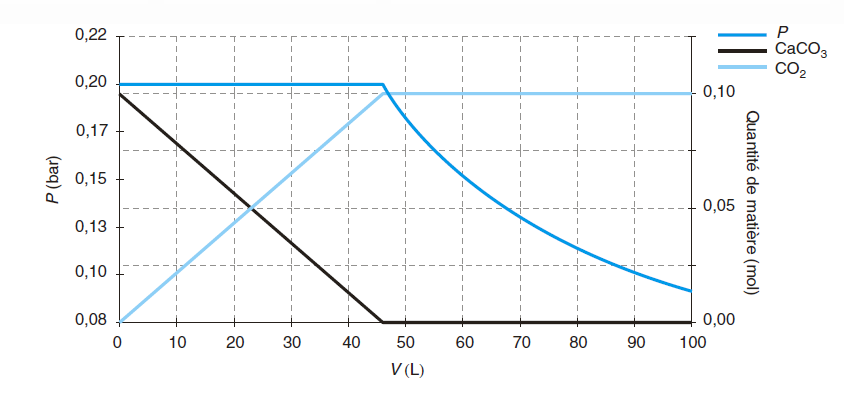 0,22
0,20
0,17
0,15
0,13
0,10
0,08
P (bar)
0 10 20 30 40 50 60 70 80 90 100
V (L)
0,10
0,05
0,00
Quantité de matière (mol)
P
CaCO₃
CO₂